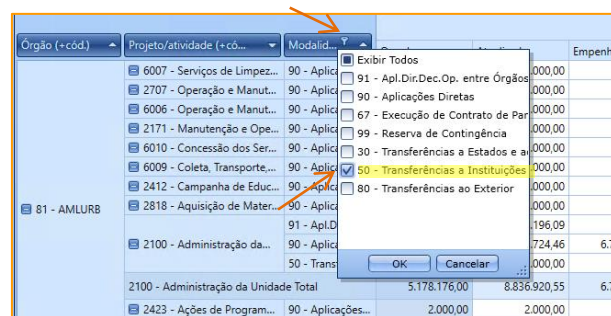 Órgão (+cód.) Projeto/atividade (+có... Modalid...
Empenh
Exibir Todos
91 - Apl.Dir.Dec.Op. entre Órgãos
90 - Aplicações Diretas
67 - Execução de Contrato de Par
99 - Reserva de Contingência
30 - Transferências a Estados e a
50 - Transferências a Instituições
80 - Transferências ao Exterior
OK Cancelar
81 - AMLURB
6007 - Serviços de Limpez... 90 - Aplica 000,00
2707 - Operação e Manut... 90 - Aplica 000,00
6006 - Operação e Manut... 90 - Aplica 000,00
2171 - Manutenção e Ope... 90 - Aplica 000,00
6010 - Concessão dos Ser... 90 - Aplica 000,00
6009 - Coleta, Transporte,... 90 - Aplica 000,00
2412 - Campanha de Educ... 90 - Aplica 000,00
2818 - Aquisição de Mater... 90 - Aplica 000,00
91 - Apl.D .196,09
2100 - Administração da... 90 - Aplica .724,46 6.7
50 - Trans 000,00
2100 - Administração da Unidade Total 5.178.176,00 8.836.920,55 6.7
2423 - Ações de Program... 90 - Aplicações... 2.000,00 2.000,00